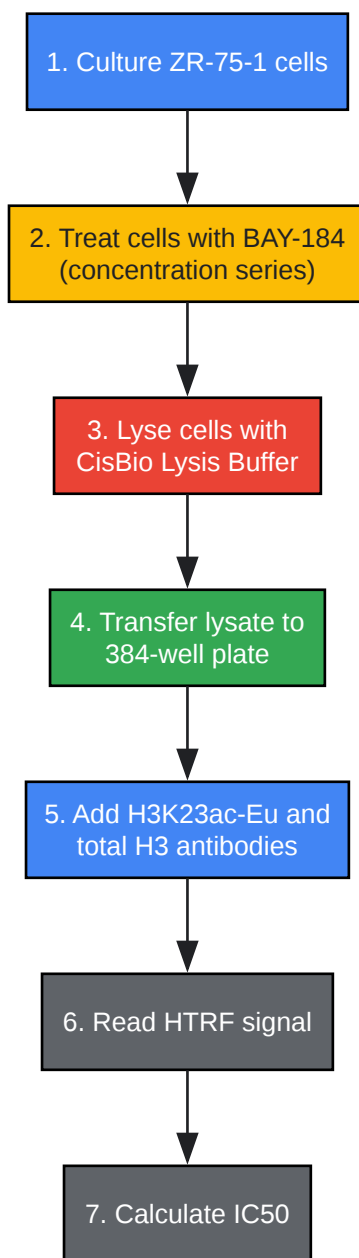 1. Culture ZR-75-1 cells
2. Treat cells with BAY-184
(concentration series)
3. Lyse cells with
CisBio Lysis Buffer
4. Transfer lysate to
384-well plate
5. Add H3K23ac-Eu and
total H3 antibodies
6. Read HTRF signal
7. Calculate IC50